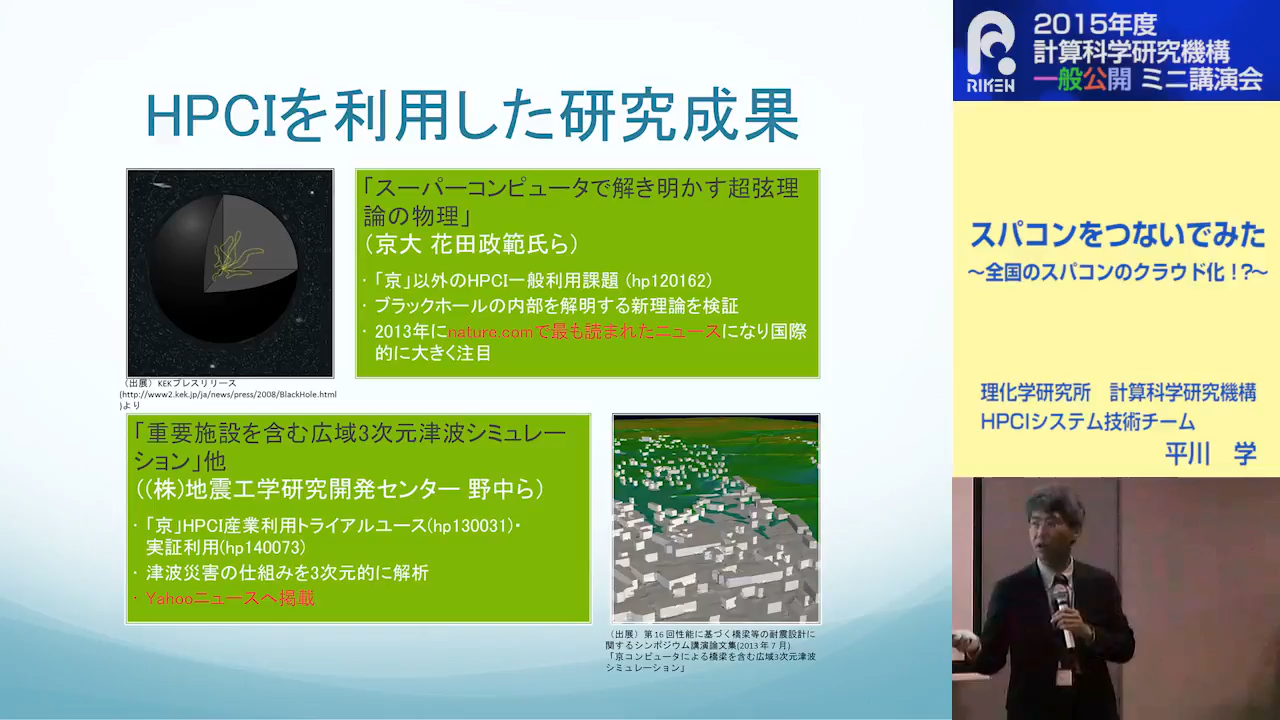 HPCIを利用した研究成果
「スーパーコンピュータで解き明かす超弦理
論の物理」
(京大 花田政範氏ら)
・「京」以外のHPCI一般利用課題 (hp120162)
・ブラックホールの内部を解明する新理論を検証
・2013年にnature.comで最も読まれたニュースになり国際
的に大きく注目
(出展) KEKプレスリリース
(http://www2.kek.jp/ja/news/press/2008/BlackHole.html
)より
「重要施設を含む広域3次元津波シミュレー
ション」他
((株)地震工学研究開発センター 野中ら)
・「京」HPCI産業利用トライアルユース(hp130031)・
実証利用(hp140073)
・津波災害の仕組みを3次元的に解析
・Yahooニュースへ掲載
(出展) 第16回性能に基づく橋梁等の耐震設計に
関するシンポジウム講演論文集(2013年7月)
「京コンピュータによる橋梁を含む広域3次元津波
シミュレーション」
RIKEN
2015年度
計算科学研究機構
一般公開 ミニ講演会
スパコンをつないでみた
～全国のスパコンのクラウド化！?～
理化学研究所 計算科学研究機構
HPCIシステム技術チーム
平川 学